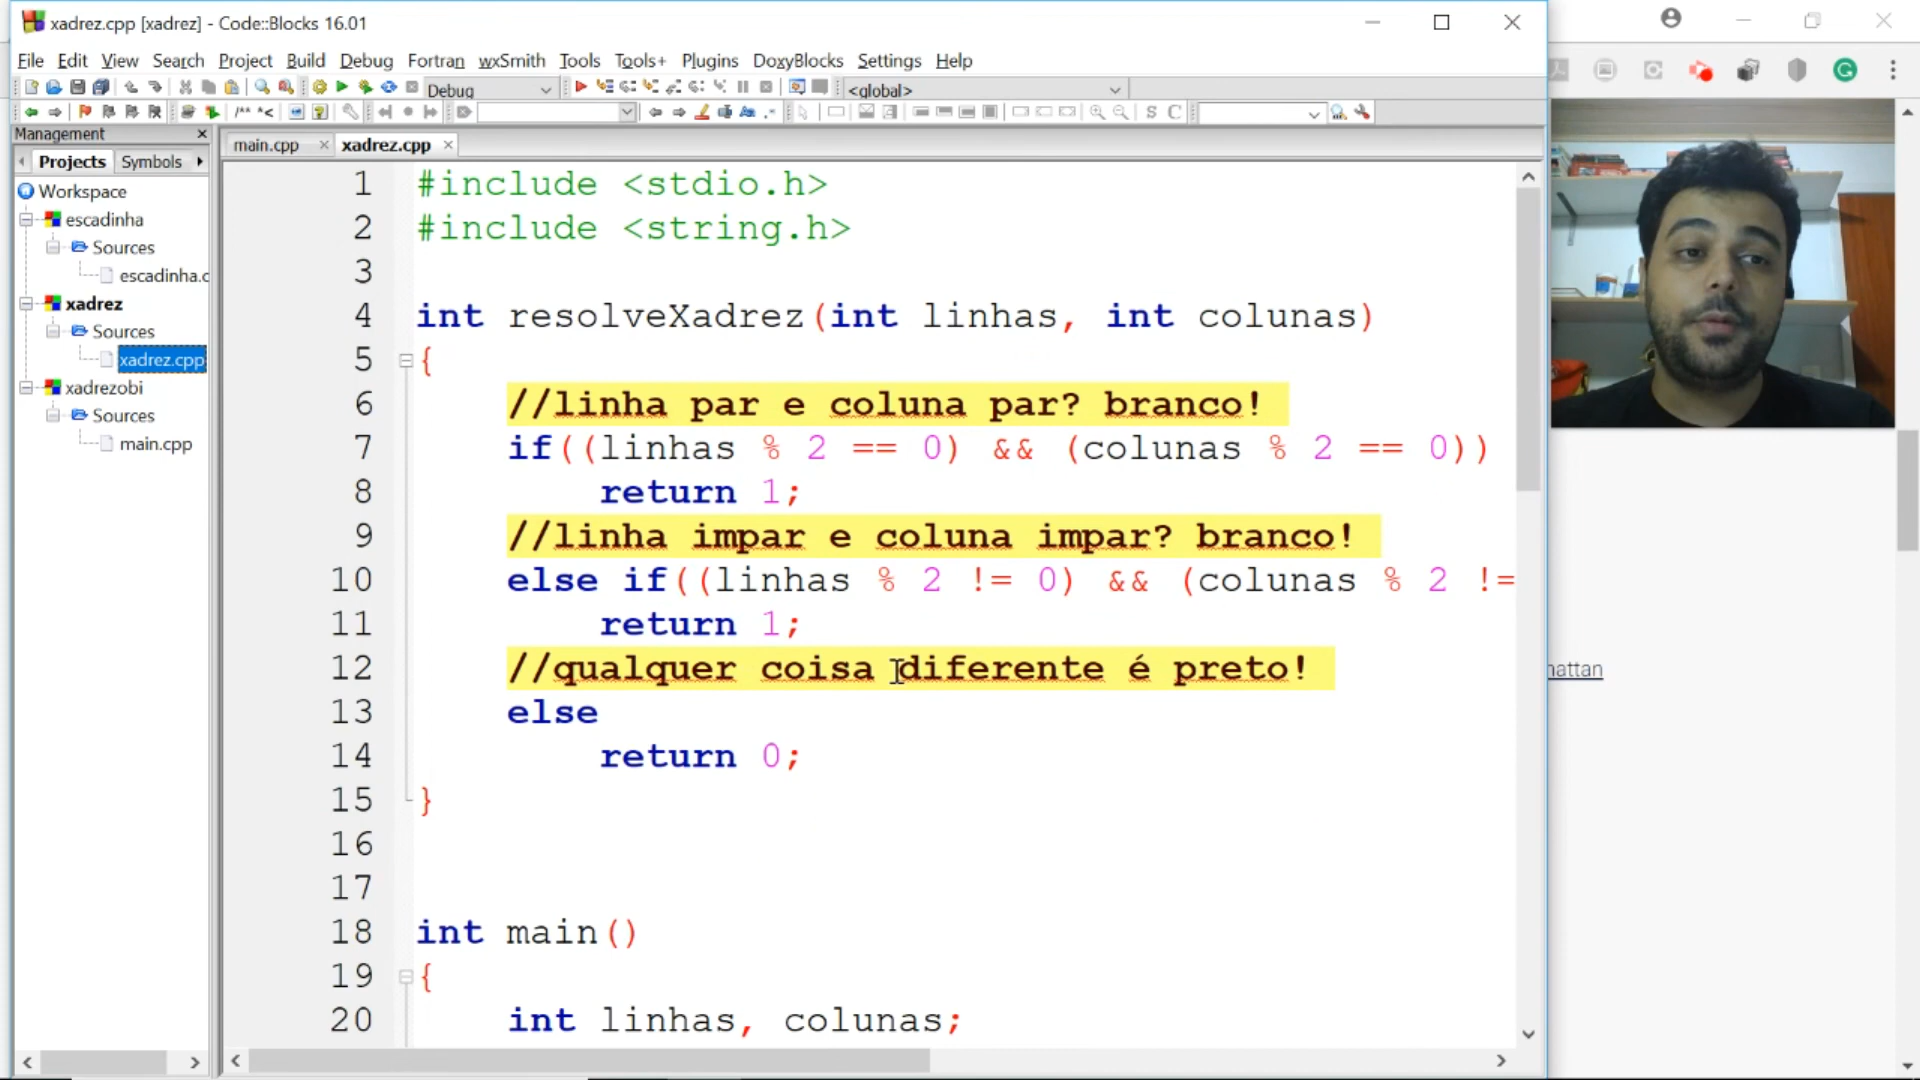 xadrez.cpp [xadrez] - Code::Blocks 16.01
File Edit View Search Project Build Debug Fortran wxSmith Tools Tools+ Plugins DoxyBlocks Settings Help
Debug
<global>
Management
main.cpp
xadrez.cpp
Projects
Symbols
Workspace
escadinha
Sources
escadinha.c
xadrez
Sources
xadrez.cpp
xadrezobi
Sources
main.cpp
1 #include <stdio.h>
2 #include <string.h>
3
4 int resolveXadrez(int linhas, int colunas)
5 {
6 //linha par e coluna par? branco!
7 if((linhas % 2 == 0) && (colunas % 2 == 0))
8 return 1;
9 //linha impar e coluna impar? branco!
10 else if((linhas % 2 != 0) && (colunas % 2 !=
11 return 1;
12 //qualquer coisa diferente é preto!
13 else
14 return 0;
15 }
16
17
18 int main()
19 {
20 int linhas, colunas;
hattan